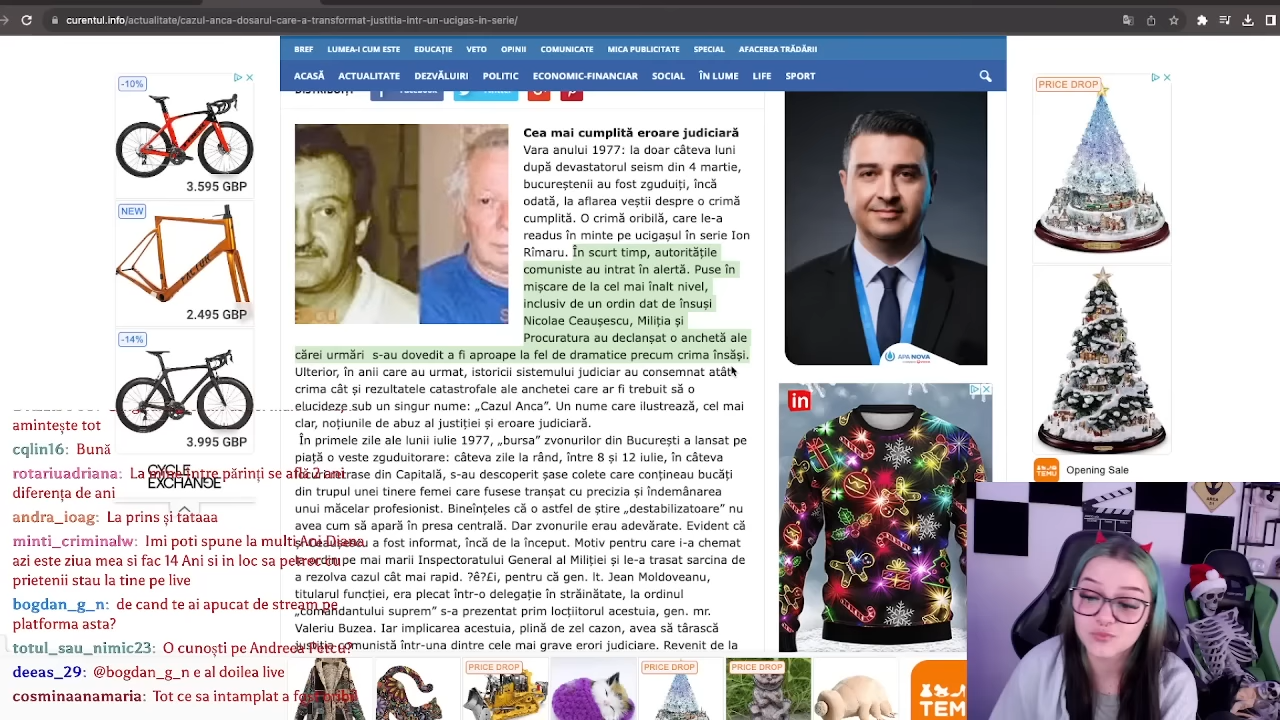 curentul.info/actualitate/cazul-anca-dosarul-care-a-transformat-justitia-intr-un-ucigas-in-serie/
BREF LUMEA-I CUM ESTE EDUCAȚIE VETO OPINII COMUNICATE MICA PUBLICITATE SPECIAL AFACEREA TRĂDĂRII
ACASĂ ACTUALITATE DEZVĂLUIRI POLITIC ECONOMIC-FINANCIAR SOCIAL ÎN LUME LIFE SPORT
Cea mai cumplită eroare judiciară
Vara anului 1977: la doar câteva luni
după devastatorul seism din 4 martie,
bucureștenii au fost zguduiți, încă
odată, la aflarea veștii despre o crimă
cumplită. O crimă oribilă, care le-a
readus în minte pe ucigașul în serie Ion
Rîmaru. În scurt timp, autoritățile
comuniste au intrat în alertă. Puse în
mișcare de la cel mai înalt nivel,
inclusiv de un ordin dat de însuși
Nicolae Ceaușescu, Miliția și
Procuratura au declanșat o anchetă ale
cărei urmări s-au dovedit a fi aproape la fel de dramatice precum crima însăși.
Ulterior, în anii care au urmat, istoricii sistemului judiciar au consemnat atât
crima cât și rezultatele catastrofale ale anchetei care ar fi trebuit să o
elucideze sub un singur nume: „Cazul Anca”. Un nume care ilustrează, cel mai
clar, noțiunile de abuz al justiției și eroare judiciară.
În primele zile ale lunii iulie 1977, „bursa” zvonurilor din București a lansat pe
piață o veste zguduitoare: câteva zile la rând, între 8 și 12 iulie, în câteva
din Capitală, s-au descoperit șase colete care conțineau bucăți
din trupul unei tinere femei care fusese tranșat cu precizia și îndemânarea
unui măcelar profesionist. Bineînțeles că o astfel de știre „destabilizatoare” nu
avea cum să apară în presa centrală. Dar zvonurile erau adevărate. Evident că
și Ceaușescu a fost informat, încă de la început. Motiv pentru care i-a chemat
la ordin pe mai marii Inspectoratului General al Miliției și le-a trasat sarcina de
a rezolva cazul cât mai rapid. ?ê?£i, pentru că gen. lt. Jean Moldoveanu,
titularul funcției, era plecat într-o delegație în străinătate, la ordinul
„comandantului suprem” s-a prezentat prim locțiitorul acestuia, gen. mr.
Valeriu Buzea. Iar implicarea acestuia, plină de zel cazon, avea să târască
justiția comunistă într-una dintre cele mai grave erori judiciare. Revenit de la
-10%
3.595 GBP
NEW
FACTOR
2.495 GBP
-14%
3.995 GBP
CYCLE
EXCHANGE
APA NOVA
in
PRICE DROP
TEMU
Opening Sale
amintește tot
cqlin16: Bună
rotariuadriana: La părinți se află 2 ani
diferența de ani
andra_ioag: La prins și fataaa
minti_criminalw: Imi poti spune la multi Ani Diane
azi este ziua mea si fac 14 Ani si in loc sa petrec cu
prietenii stau la tine pe live
bogdan_g_n: de cand te ai apucat de stream pe
platforma asta?
totul_sau_nimic23: O cunoști pe Andreea Petcu?
deeas_29: @bogdan_g_n e al doilea live
cosminaanamaria: Tot ce sa intamplat a fost
PRICE DROP
PRICE DROP
TEM
AREA
51